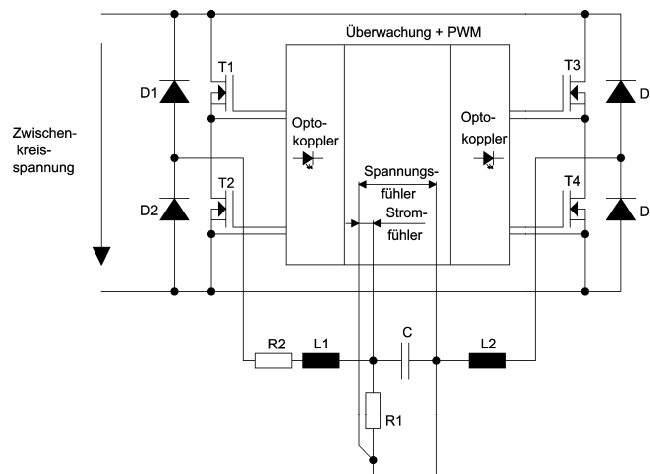 Überwachung + PWM
T1
T3
D1
D
Opto-
koppler
Opto-
koppler
Zwischen-
kreis-
spannung
Spannungs-
fühler
T2
T4
D2
D
Strom-
fühler
C
R2
L1
L2
R1